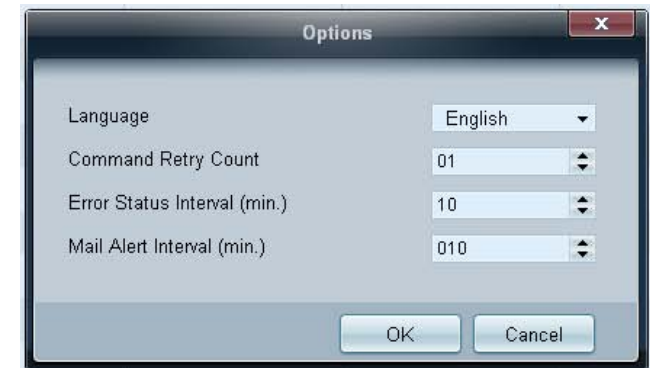 Options
x
Language English
Command Retry Count 01
Error Status Interval (min.) 10
Mail Alert Interval (min.) 010
OK Cancel